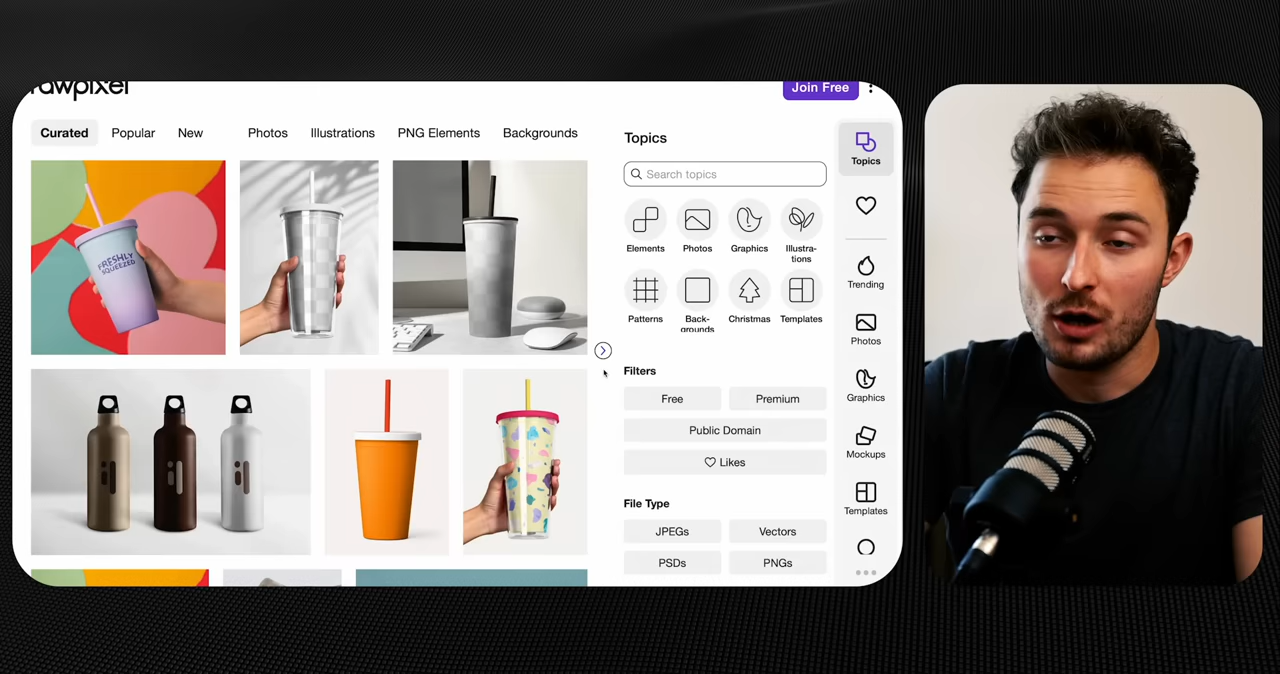 rawpixel
Join Free
Curated Popular New Photos Illustrations PNG Elements Backgrounds
FRESHLY
SQUEEZED
Topics
Search topics
Elements Photos Graphics Illustra-
tions
Patterns Back-
grounds Christmas Templates
Filters
Free Premium
Public Domain
Likes
File Type
JPEGs Vectors
PSDs PNGs
Topics
Trending
Photos
Graphics
Mockups
Templates